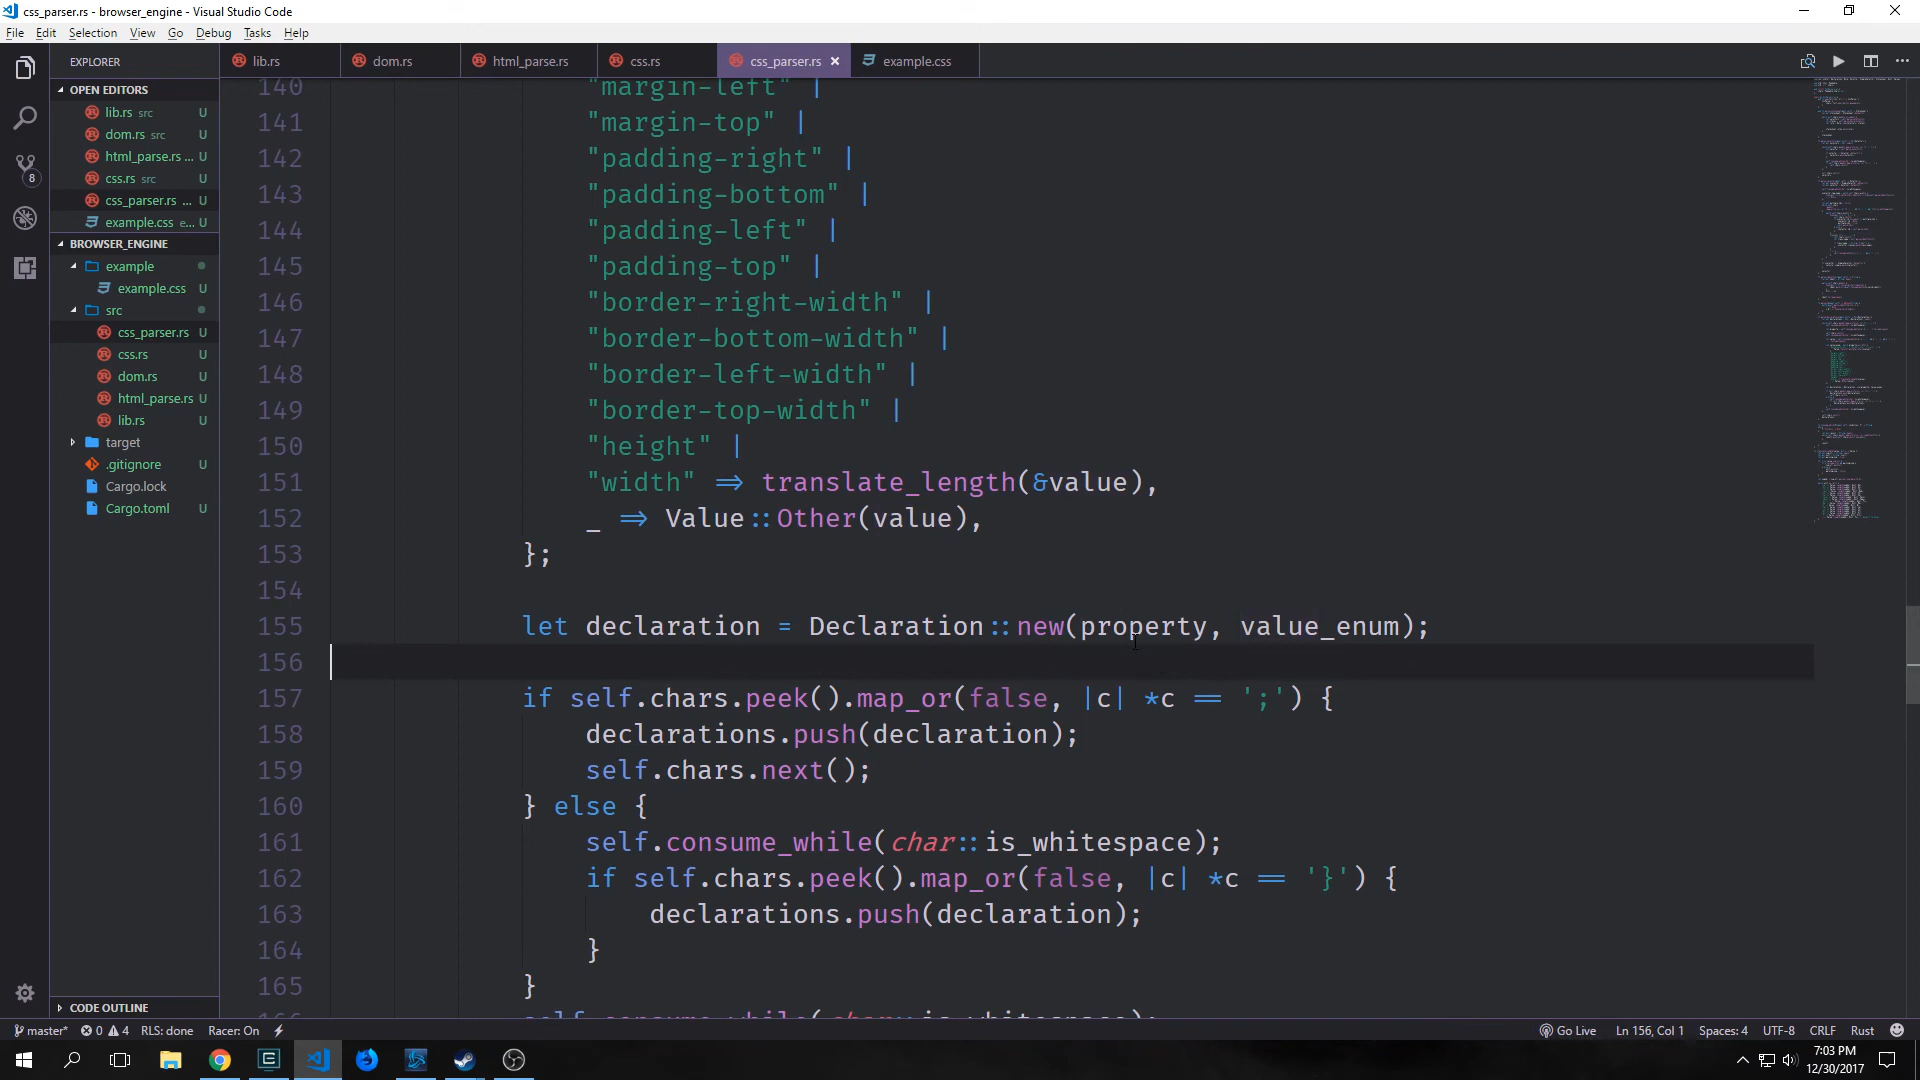 css_parser.rs - browser_engine - Visual Studio Code
File Edit Selection View Go Debug Tasks Help
EXPLORER
lib.rs dom.rs html_parse.rs css.rs css_parser.rs × example.css
OPEN EDITORS
lib.rs src U
dom.rs src U
html_parse.rs ... U
css.rs src U
css_parser.rs ... U
example.css e... U
BROWSER_ENGINE
example
example.css U
src
css_parser.rs U
css.rs U
dom.rs U
html_parse.rs U
lib.rs U
target
.gitignore U
Cargo.lock
Cargo.toml U
CODE OUTLINE
8
140 "margin-left" |
141 "margin-top" |
142 "padding-right" |
143 "padding-bottom" |
144 "padding-left" |
145 "padding-top" |
146 "border-right-width" |
147 "border-bottom-width" |
148 "border-left-width" |
149 "border-top-width" |
150 "height" |
151 "width" => translate_length(&value),
152 _ => Value::Other(value),
153 };
154
155 let declaration = Declaration::new(property, value_enum);
156
157 if self.chars.peek().map_or(false, |c| *c == ';') {
158 declarations.push(declaration);
159 self.chars.next();
160 } else {
161 self.consume_while(char::is_whitespace);
162 if self.chars.peek().map_or(false, |c| *c == '}') {
163 declarations.push(declaration);
164 }
165 }
166 self.consume_while(char::is_whitespace);
master* 0 4 RLS: done Racer: On Go Live Ln 156, Col 1 Spaces: 4 UTF-8 CRLF Rust
7:03 PM
12/30/2017